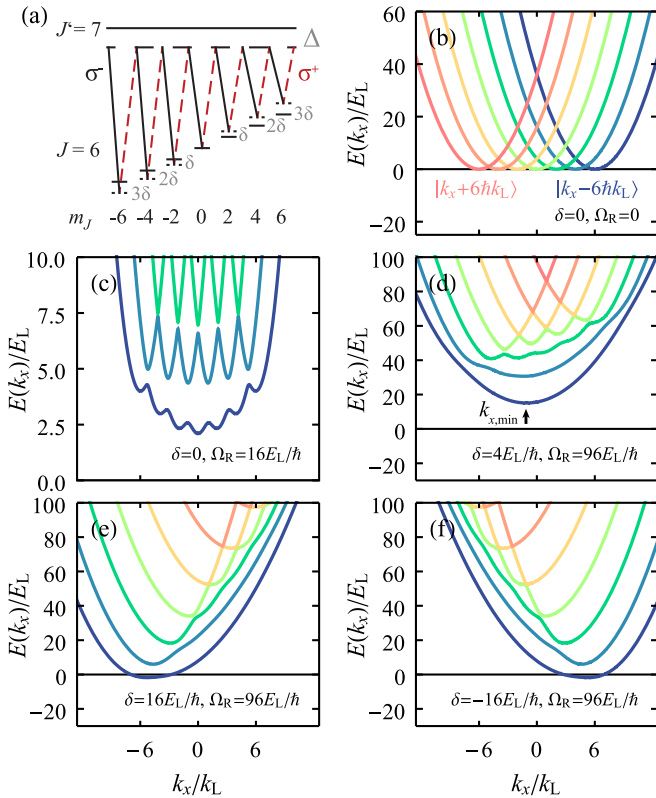 (a)
J‘= 7
Δ
σ⁻
σ⁺
J = 6
3δ
2δ
δ
δ
2δ
3δ
m_J -6 -4 -2 0 2 4 6
(b)
E(k_x)/E_L
60
40
20
0
−20
|k_x+6ℏk_L⟩
|k_x−6ℏk_L⟩
δ=0, Ω_R=0
(c)
E(k_x)/E_L
10.0
7.5
5.0
2.5
0.0
δ=0, Ω_R=16E_L/ℏ
(d)
E(k_x)/E_L
100
80
60
40
20
0
−20
k_x,min
δ=4E_L/ℏ, Ω_R=96E_L/ℏ
(e)
E(k_x)/E_L
100
80
60
40
20
0
−20
δ=16E_L/ℏ, Ω_R=96E_L/ℏ
−6 0 6
k_x/k_L
(f)
E(k_x)/E_L
100
80
60
40
20
0
−20
δ=−16E_L/ℏ, Ω_R=96E_L/ℏ
−6 0 6
k_x/k_L